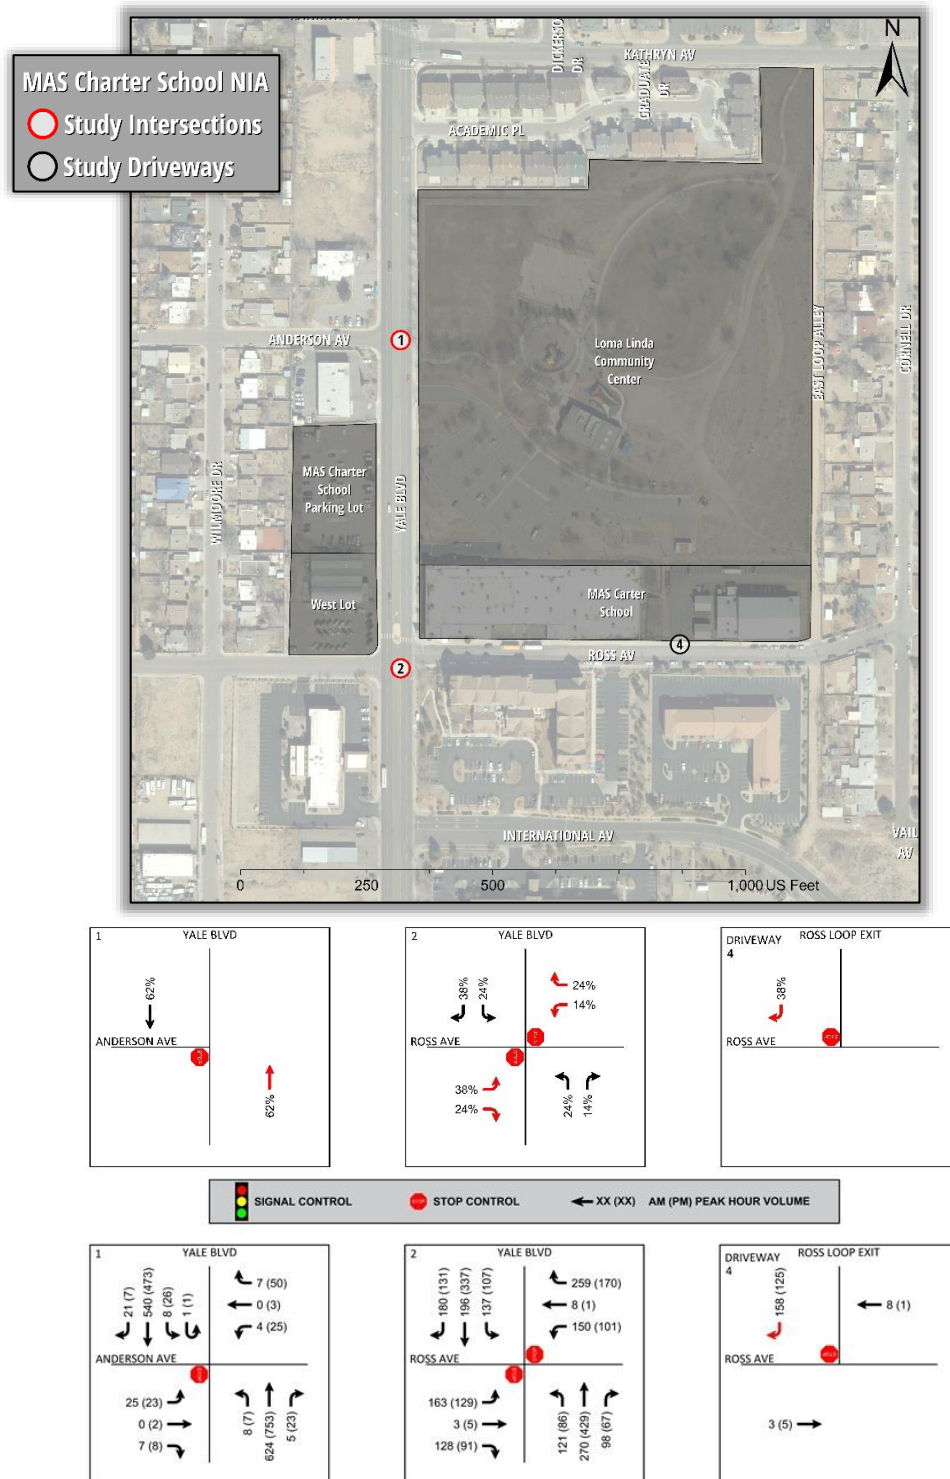 N
KATHRYN AV
DICKERSO
DR
GRADUATE
DR
ACADEMIC PL
MAS Charter School NIA
Study Intersections
Study Driveways
ANDERSON AV
1
Loma Linda
Community
Center
EAST LOOP ALLEY
CORNELL DR
WILMOORE DR
MAS Charter
School
Parking Lot
YALE BLVD
West Lot
MAS Carter
School
4
ROSS AV
2
INTERNATIONAL AV
VAIL
AV
0 250 500 1,000 US Feet
1 YALE BLVD
62%
ANDERSON AVE
62%
2 YALE BLVD
38% 24%
24%
14%
ROSS AVE
38%
24%
24% 14%
DRIVEWAY
4
ROSS LOOP EXIT
38%
ROSS AVE
SIGNAL CONTROL STOP CONTROL XX (XX) AM (PM) PEAK HOUR VOLUME
1 YALE BLVD
21 (7) 540 (473) 8 (26) 1 (1)
7 (50)
0 (3)
4 (25)
ANDERSON AVE
25 (23)
0 (2)
7 (8)
8 (7) 624 (753) 5 (23)
2 YALE BLVD
180 (131) 196 (337) 137 (107)
259 (170)
8 (1)
150 (101)
ROSS AVE
163 (129)
3 (5)
128 (91)
121 (86) 270 (429) 98 (67)
DRIVEWAY
4
ROSS LOOP EXIT
158 (125)
8 (1)
ROSS AVE
3 (5)